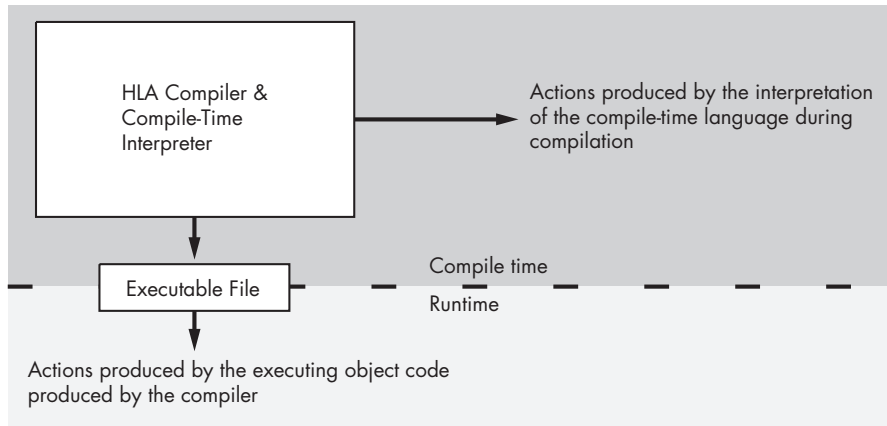 HLA Compiler &
Compile-Time
Interpreter
Actions produced by the interpretation
of the compile-time language during
compilation
Compile time
Executable File
Runtime
Actions produced by the executing object code
produced by the compiler